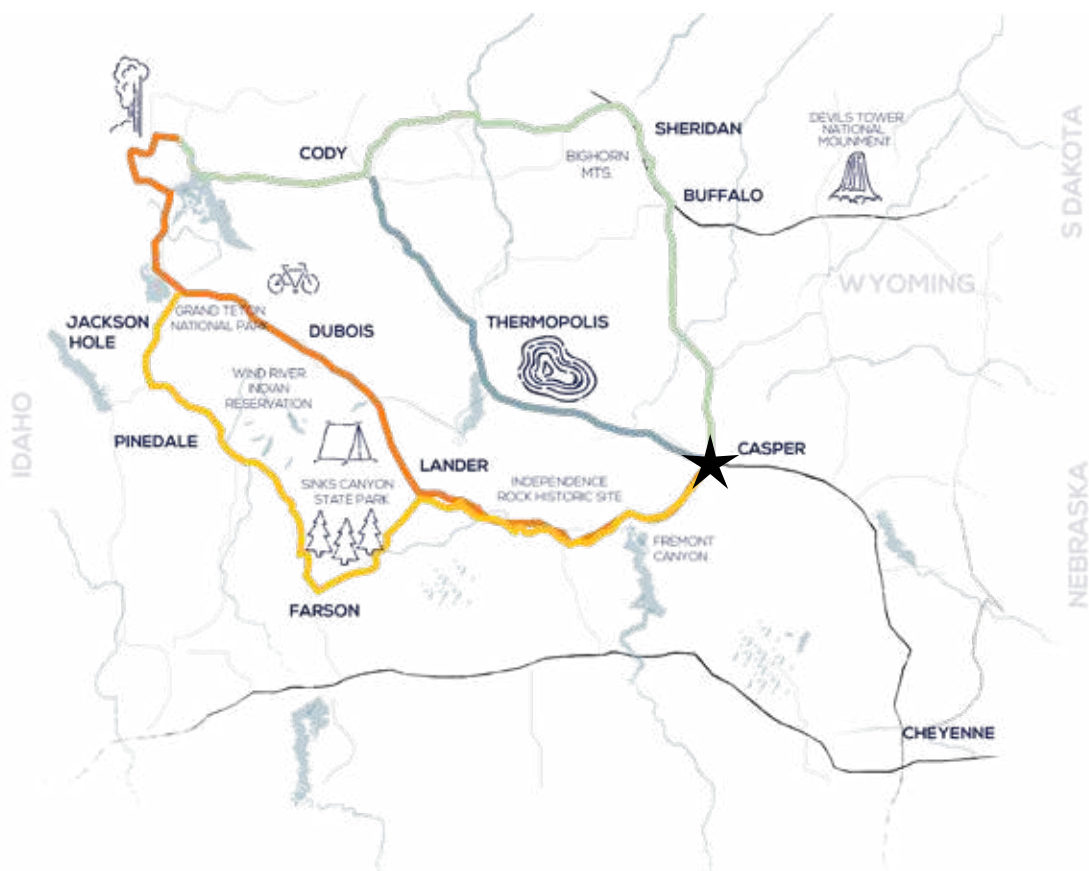 SHERIDAN
DEVILS TOWER
NATIONAL
MOUNMENT
CODY
BIGHORN
MTS.
BUFFALO
S DAKOTA
WYOMING
GRAND TETON
NATIONAL PARK
JACKSON
HOLE
DUBOIS
THERMOPOLIS
WIND RIVER
INDIAN
RESERVATION
IDAHO
PINEDALE
LANDER
CASPER
SINKS CANYON
STATE PARK
INDEPENDENCE
ROCK HISTORIC SITE
FREMONT
CANYON
NEBRASKA
FARSON
CHEYENNE